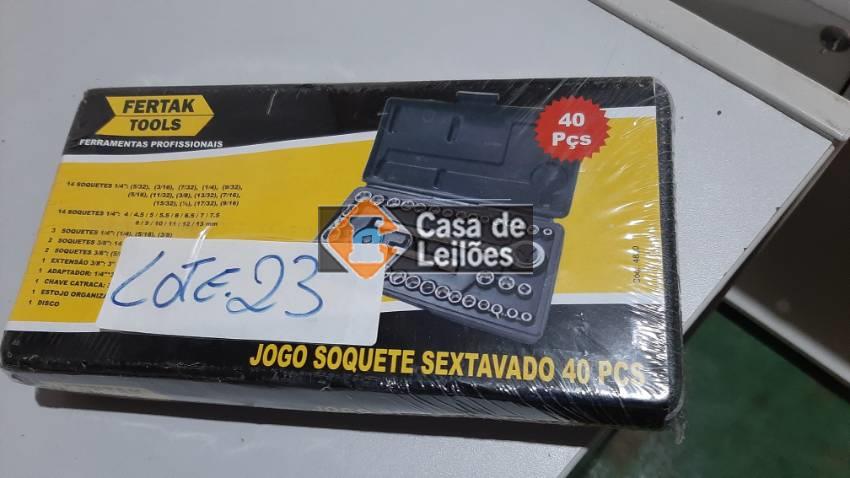 FERTAK
TOOLS
FERRAMENTAS PROFISSIONAIS
40
Pçs
14 SOQUETES 1/4": (5/32), (3/16), (7/32), (1/4), (9/32),
(5/16), (11/32), (3/8), (13/32), (7/16),
(15/32), (½), (17/32), (9/16)
14 SOQUETES 1/4": 4 / 4,5 / 5 / 5,5 / 6 / 6,5 / 7 / 7,5
8 / 9 / 10 / 11 / 12 / 13 mm
3 SOQUETES 1/4": (1/4), (5/16), (3/8)
2 SOQUETES 3/8": 14
2 SOQUETES 3/8": (5/
1 EXTENSÃO 3/8": 3"
1 ADAPTADOR: 1/4"
1 CHAVE CATRACA:
1 ESTOJO ORGANIZ
1 DISCO
Casa de
Leilões
LOTE.23
JOGO SOQUETE SEXTAVADO 40 PCS